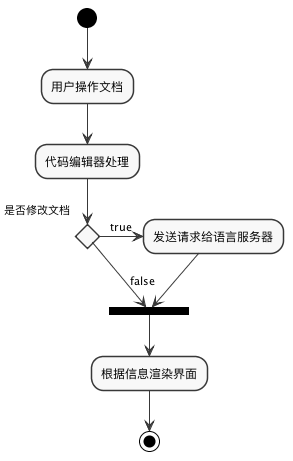 用户操作文档
代码编辑器处理
是否修改文档
true
发送请求给语言服务器
false
根据信息渲染界面